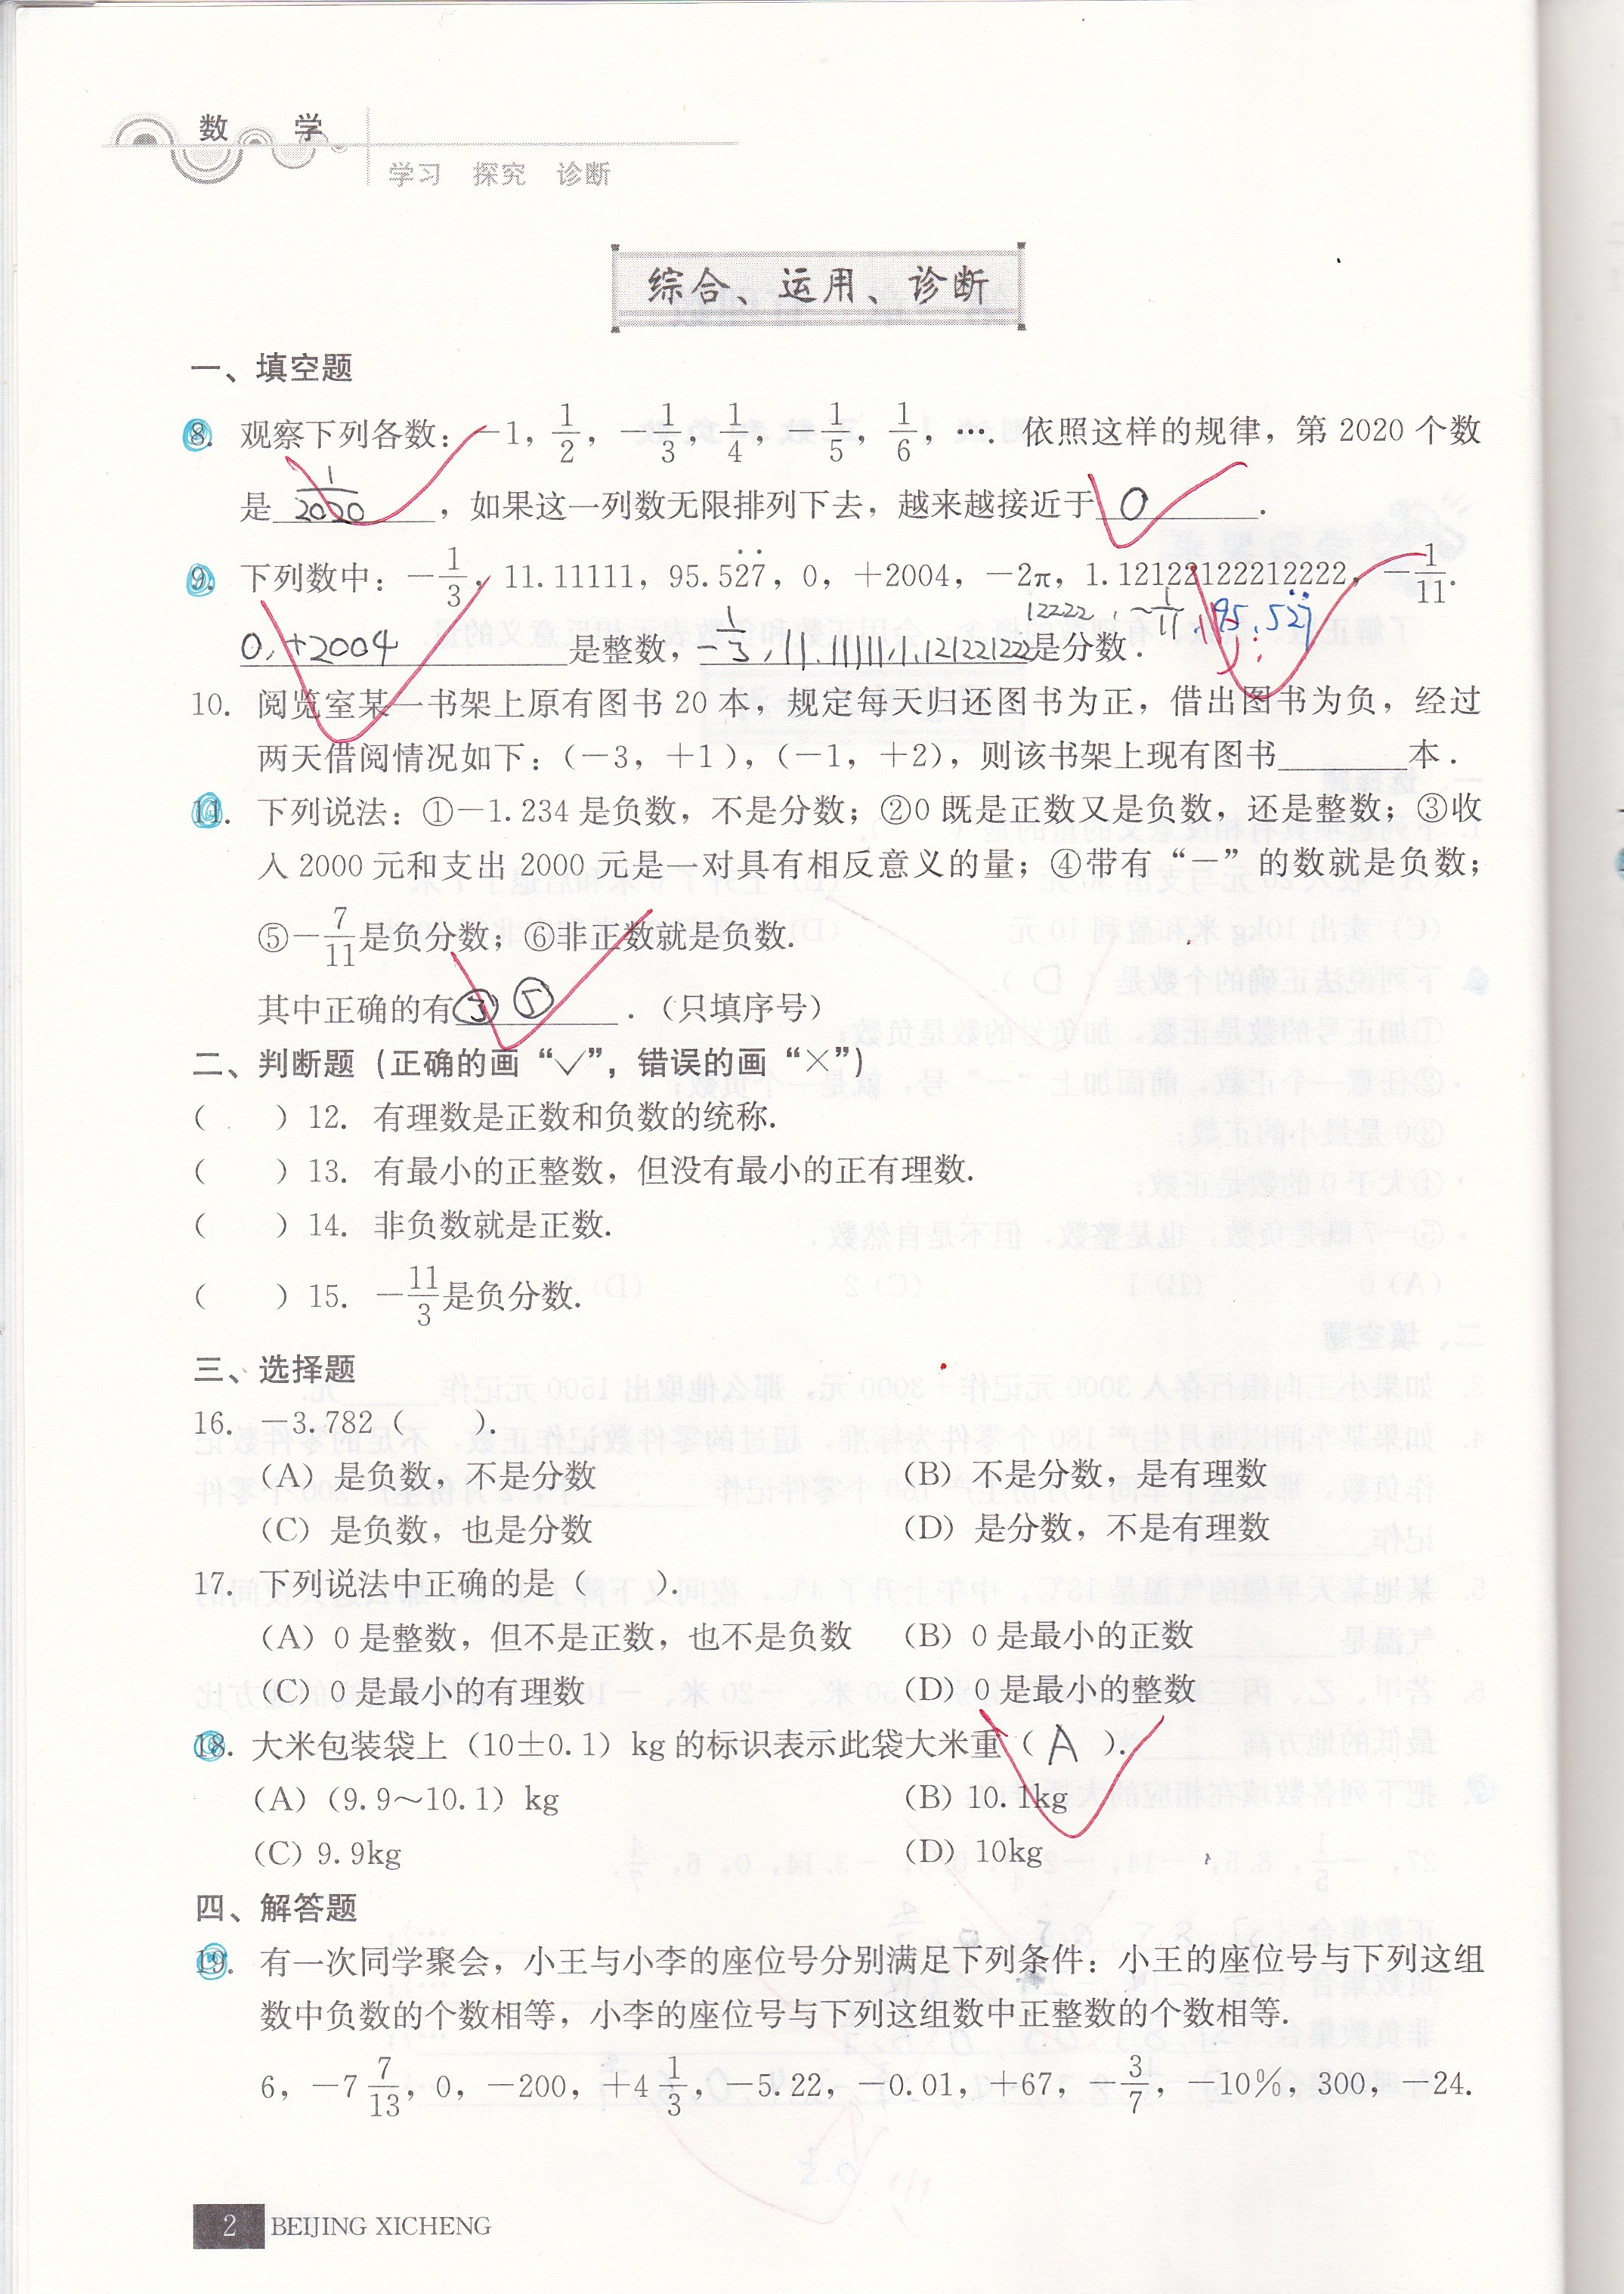 数 学
学习 探究 诊断
综合、运用、诊断
一、填空题
8. 观察下列各数：-1，1/2，-1/3，1/4，-1/5，1/6，…. 依照这样的规律，第 2020 个数
是 1/2020 ，如果这一列数无限排列下去，越来越接近于 0 .
9. 下列数中：-1/3，11.11111，95.52̇7̇，0，+2004，-2π，1.12122122212222，-1/11.
12222，-1/11，95.52̇7̇
0，+2004 是整数，-1/3，11.11111，1.12122122 是分数.
10. 阅览室某一书架上原有图书 20 本，规定每天归还图书为正，借出图书为负，经过
两天借阅情况如下：(-3，+1)，(-1，+2)，则该书架上现有图书______本.
11. 下列说法：①-1.234 是负数，不是分数；②0 既是正数又是负数，还是整数；③收
入 2000 元和支出 2000 元是一对具有相反意义的量；④带有“-”的数就是负数；
⑤-7/11是负分数；⑥非正数就是负数.
其中正确的有 ③ ⑤ .（只填序号）
二、判断题（正确的画“✓”，错误的画“×”）
（ ）12. 有理数是正数和负数的统称.
（ ）13. 有最小的正整数，但没有最小的正有理数.
（ ）14. 非负数就是正数.
（ ）15. -11/3是负分数.
三、选择题
16. -3.782（ ）.
(A) 是负数，不是分数 (B) 不是分数，是有理数
(C) 是负数，也是分数 (D) 是分数，不是有理数
17. 下列说法中正确的是（ ）.
(A) 0 是整数，但不是正数，也不是负数 (B) 0 是最小的正数
(C) 0 是最小的有理数 (D) 0 是最小的整数
18. 大米包装袋上（10±0.1）kg 的标识表示此袋大米重（ A ）.
(A)（9.9～10.1）kg (B) 10.1kg
(C) 9.9kg (D) 10kg
四、解答题
19. 有一次同学聚会，小王与小李的座位号分别满足下列条件：小王的座位号与下列这组
数中负数的个数相等，小李的座位号与下列这组数中正整数的个数相等.
6，-7 7/13，0，-200，+4 1/3，-5.22，-0.01，+67，-3/7，-10%，300，-24.
2 BEIJING XICHENG